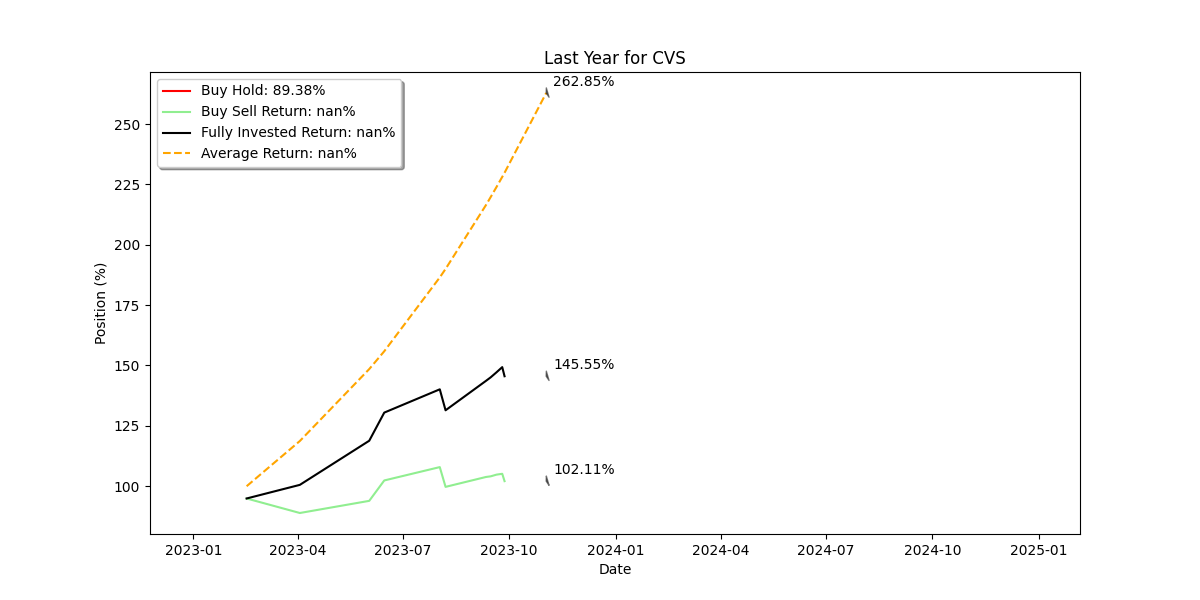 Last Year for CVS
Buy Hold: 89.38%
Buy Sell Return: nan%
Fully Invested Return: nan%
Average Return: nan%
262.85%
145.55%
102.11%
250
225
200
175
150
125
100
Position (%)
2023-01 2023-04 2023-07 2023-10 2024-01 2024-04 2024-07 2024-10 2025-01
Date